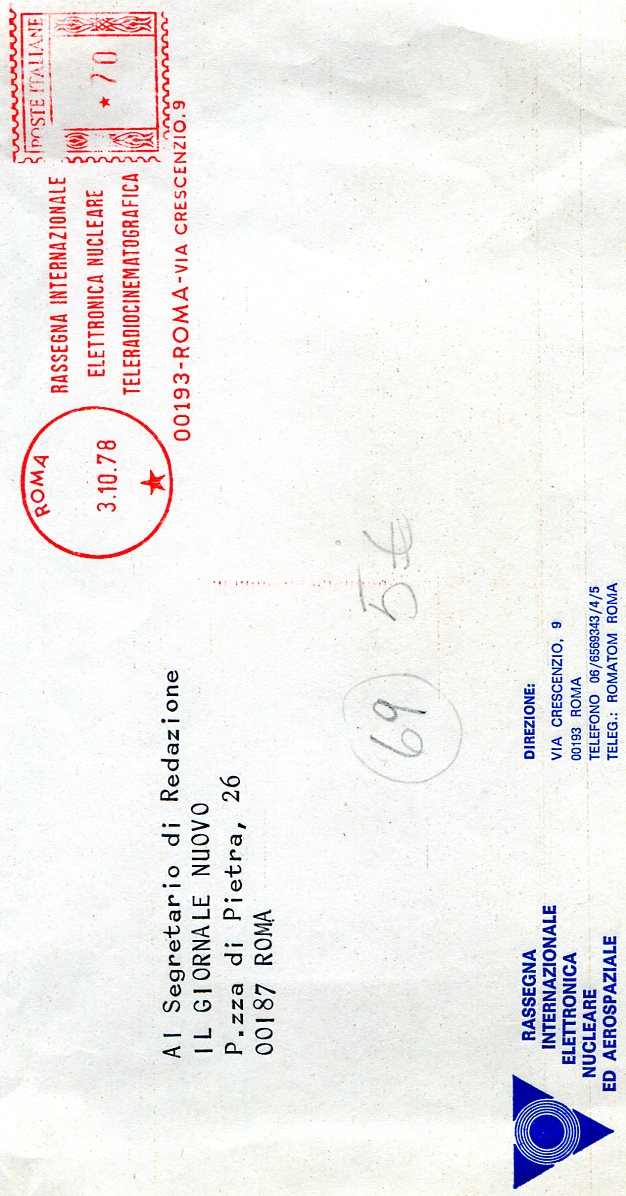 POSTE ITALIANE
70
RASSEGNA INTERNAZIONALE
ELETTRONICA NUCLEARE
TELERADIOCINEMATOGRAFICA
00193-ROMA-VIA CRESCENZIO.9
ROMA
3.10.78
Al Segretario di Redazione
IL GIORNALE NUOVO
P.zza di Pietra, 26
00187 ROMA
69
RASSEGNA
INTERNAZIONALE
ELETTRONICA
NUCLEARE
ED AEROSPAZIALE
DIREZIONE:
VIA CRESCENZIO, 9
00193 ROMA
TELEFONO 06/6569343/4/5
TELEG.: ROMATOM ROMA